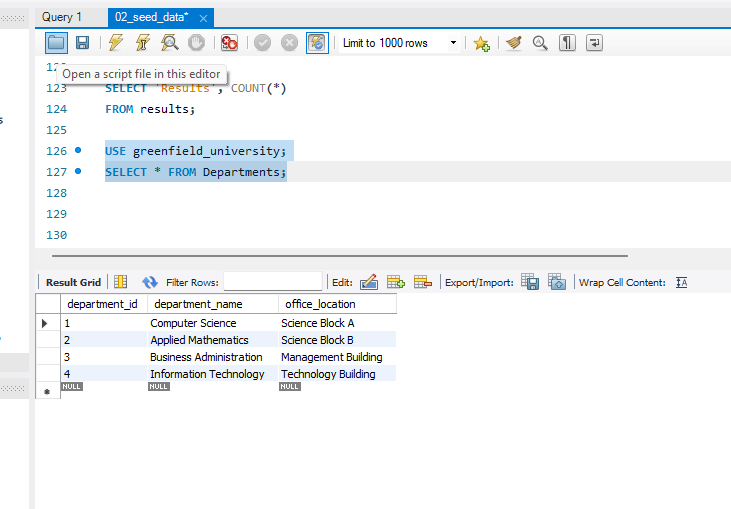 Query 1 02_seed_data*
Limit to 1000 rows
Open a script file in this editor
123 SELECT 'Results', COUNT(*)
124 FROM results;
125
126 USE greenfield_university;
127 SELECT * FROM Departments;
128
129
130
Result Grid Filter Rows: Edit: Export/Import: Wrap Cell Content:
department_id department_name office_location
1 Computer Science Science Block A
2 Applied Mathematics Science Block B
3 Business Administration Management Building
4 Information Technology Technology Building
NULL NULL NULL